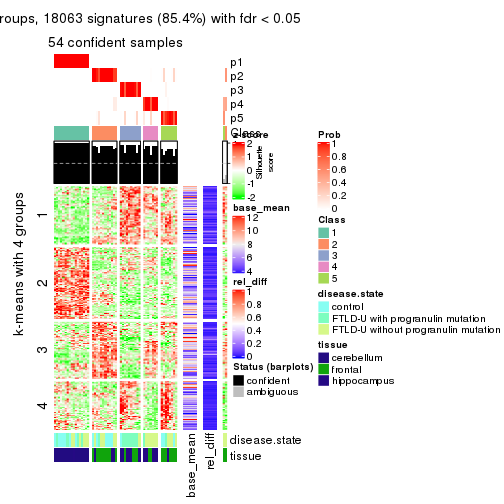 roups, 18063 signatures (85.4%) with fdr < 0.05
54 confident samples
p1
p2
p3
p4
p5
Class
k-means with 4 groups
1
2
3
4
Silhouette
score
z-score
2
1
0
-1
-2
base_mean
12
10
8
6
4
rel_diff
1
0.8
0.6
0.4
0.2
0
Status (barplots)
confident
ambiguous
Prob
1
0.8
0.6
0.4
0.2
0
Class
1
2
3
4
5
disease.state
control
FTLD-U with progranulin mutation
FTLD-U without progranulin mutation
tissue
cerebellum
frontal
hippocampus
disease.state
tissue
base_mean
rel_diff